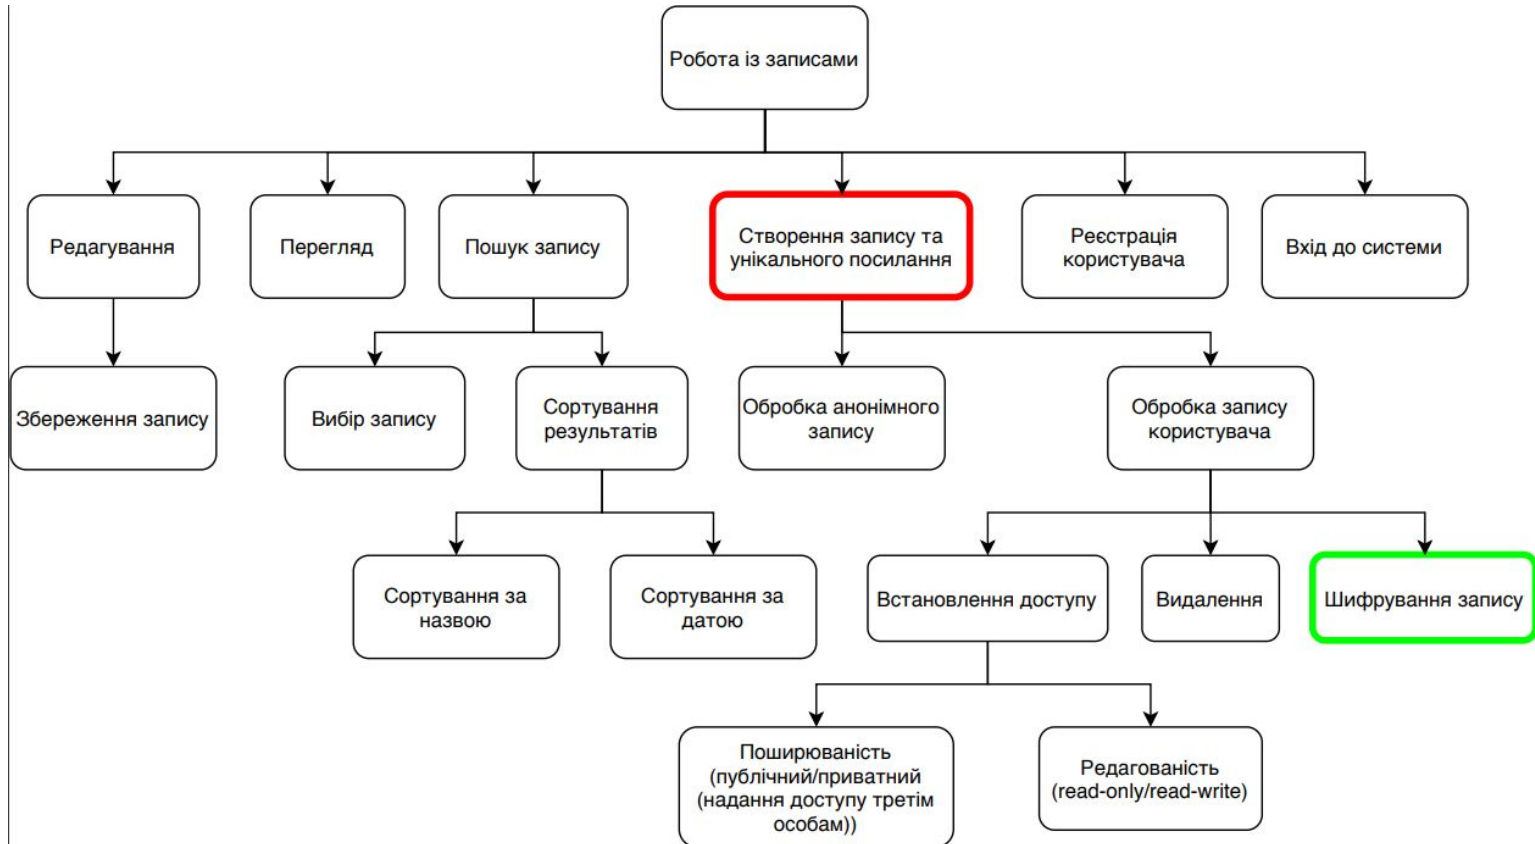 Робота із записами
Редагування
Перегляд
Пошук запису
Створення запису та
унікального посилання
Реєстрація
користувача
Вхід до системи
Збереження запису
Вибір запису
Сортування
результатів
Обробка анонімного
запису
Обробка запису
користувача
Сортування за
назвою
Сортування за
датою
Встановлення доступу
Видалення
Шифрування запису
Поширюваність
(публічний/приватний
(надання доступу третім
особам))
Редагованість
(read-only/read-write)